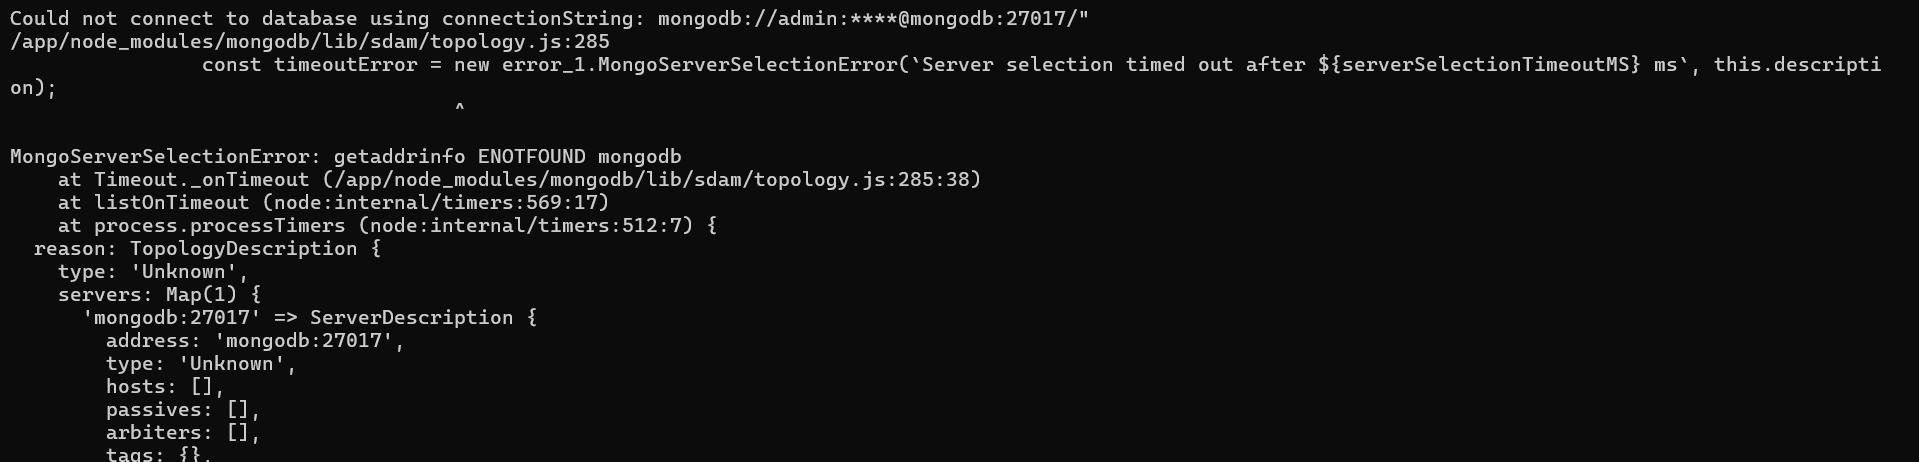 Could not connect to database using connectionString: mongodb://admin:****@mongodb:27017/"
/app/node_modules/mongodb/lib/sdam/topology.js:285
                const timeoutError = new error_1.MongoServerSelectionError(`Server selection timed out after ${serverSelectionTimeoutMS} ms`, this.descripti
on);
                                     ^
MongoServerSelectionError: getaddrinfo ENOTFOUND mongodb
    at Timeout._onTimeout (/app/node_modules/mongodb/lib/sdam/topology.js:285:38)
    at listOnTimeout (node:internal/timers:569:17)
    at process.processTimers (node:internal/timers:512:7) {
  reason: TopologyDescription {
    type: 'Unknown',
    servers: Map(1) {
      'mongodb:27017' => ServerDescription {
        address: 'mongodb:27017',
        type: 'Unknown',
        hosts: [],
        passives: [],
        arbiters: [],
        tags: {},